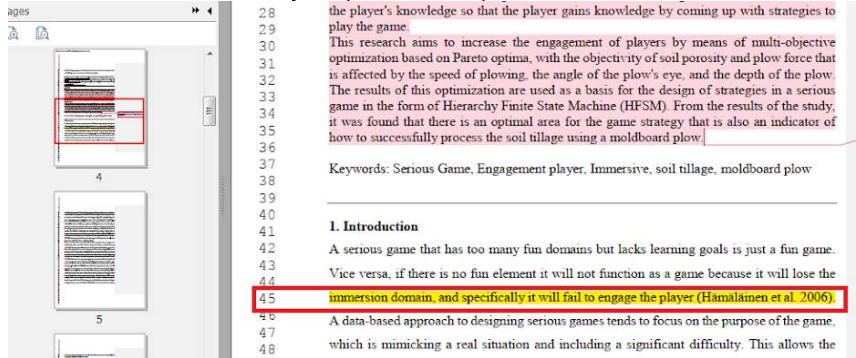 ages
4
5
28
29
30
31
32
33
34
35
36
37
38
39
40
41
42
43
44
45
46
47
48
the player's knowledge so that the player gains knowledge by coming up with strategies to
play the game.
This research aims to increase the engagement of players by means of multi-objective
optimization based on Pareto optima, with the objectivity of soil porosity and plow force that
is affected by the speed of plowing, the angle of the plow's eye, and the depth of the plow.
The results of this optimization are used as a basis for the design of strategies in a serious
game in the form of Hierarchy Finite State Machine (HFSM). From the results of the study,
it was found that there is an optimal area for the game strategy that is also an indicator of
how to successfully process the soil tillage using a moldboard plow.
Keywords: Serious Game, Engagement player, Immersive, soil tillage, moldboard plow
1. Introduction
A serious game that has too many fun domains but lacks learning goals is just a fun game.
Vice versa, if there is no fun element it will not function as a game because it will lose the
immersion domain, and specifically it will fail to engage the player (Hämäläinen et al. 2006).
A data-based approach to designing serious games tends to focus on the purpose of the game,
which is mimicking a real situation and including a significant difficulty. This allows the